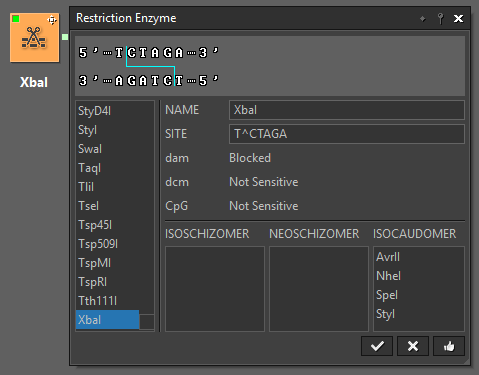 Restriction Enzyme
XbaI
5’–TCTAGA–3’
3’–AGATCT–5’
StyD4I
StyI
SwaI
TaqI
TliI
TseI
Tsp45I
Tsp509I
TspMI
TspRI
Tth111I
XbaI
NAME XbaI
SITE T^CTAGA
dam Blocked
dcm Not Sensitive
CpG Not Sensitive
ISOSCHIZOMER NEOSCHIZOMER ISOCAUDOMER
AvrII
NheI
SpeI
StyI